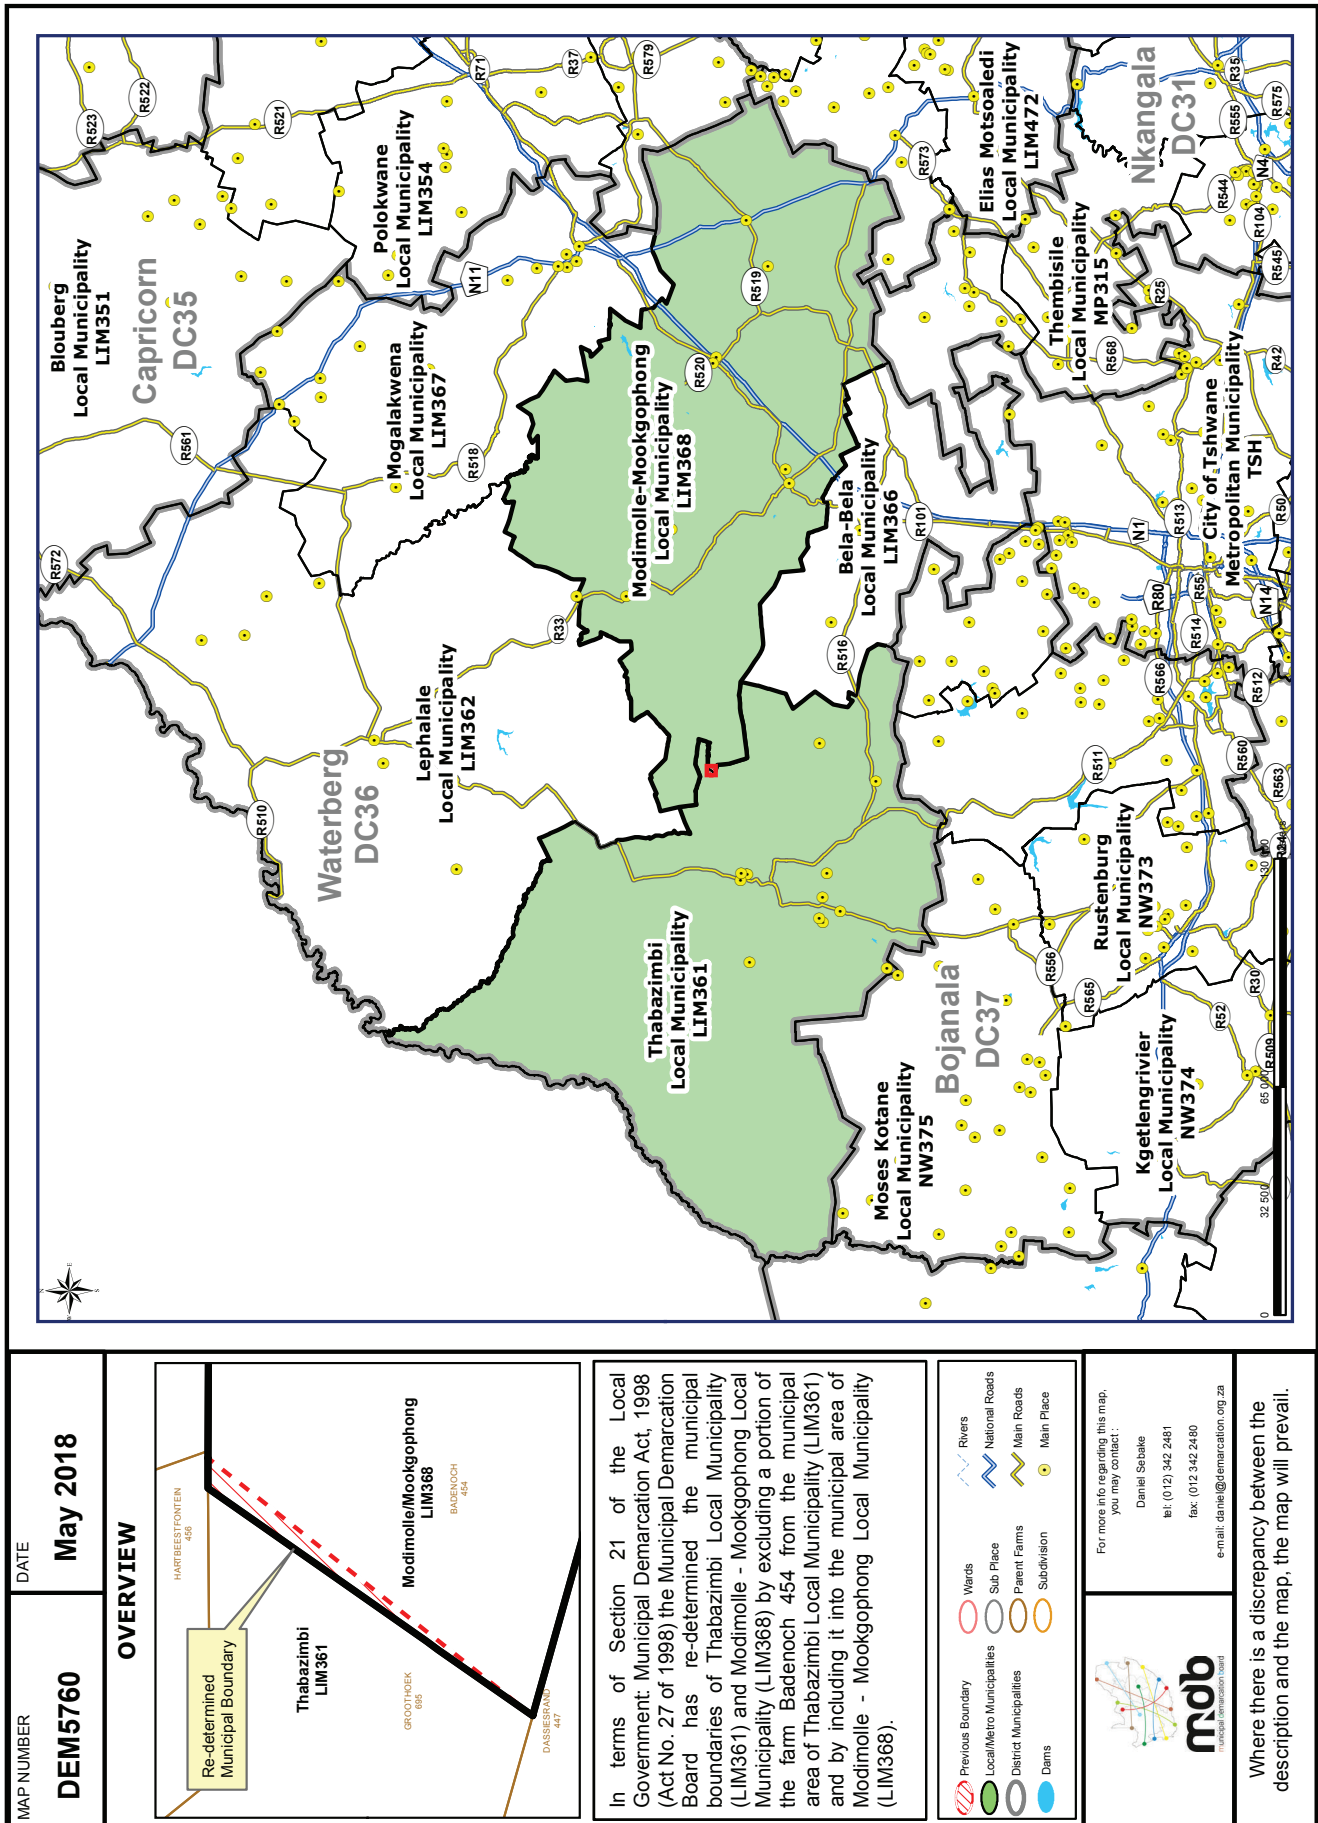 MAP NUMBER
DEM5760
DATE
May 2018
OVERVIEW
HARTBEESTFONTEIN
456
Re-determined
Municipal Boundary
Thabazimbi
LIM361
Modimolle/Mookgophong
LIM368
BADENOCH
454
GROOTHOEK
695
DASSIESRAND
447
In terms of Section 21 of the Local
Government: Municipal Demarcation Act, 1998
(Act No. 27 of 1998) the Municipal Demarcation
Board has re-determined the municipal
boundaries of Thabazimbi Local Municipality
(LIM361) and Modimolle - Mookgophong Local
Municipality (LIM368) by excluding a portion of
the farm Badenoch 454 from the municipal
area of Thabazimbi Local Municipality (LIM361)
and by including it into the municipal area of
Modimolle - Mookgophong Local Municipality
(LIM368).
Previous Boundary
Local/Metro Municipalities
District Municipalities
Dams
Wards
Sub Place
Parent Farms
Subdivision
Rivers
National Roads
Main Roads
Main Place
mdb
municipal demarcation board
For more info regarding this map,
you may contact :
Daniel Sebake
tel: (012) 342 2481
fax: (012 342 2480
e-mail: daniel@demarcation.org.za
Where there is a discrepancy between the
description and the map, the map will prevail.
N
E
S
W
Blouberg
Local Municipality
LIM351
Capricorn
DC35
Polokwane
Local Municipality
LIM354
Mogalakwena
Local Municipality
LIM367
Waterberg
DC36
Lephalale
Local Municipality
LIM362
Modimolle-Mookgophong
Local Municipality
LIM368
Thabazimbi
Local Municipality
LIM361
Bela-Bela
Local Municipality
LIM366
Elias Motsoaledi
Local Municipality
LIM472
Nkangala
DC31
Thembisile
Local Municipality
MP315
City of Tshwane
Metropolitan Municipality
TSH
Moses Kotane
Local Municipality
NW375
Bojanala
DC37
Rustenburg
Local Municipality
NW373
Kgetlengrivier
Local Municipality
NW374
R523
R522
R521
R71
R37
R579
R561
R572
N11
R518
R510
R33
R519
R520
R516
R101
R573
R35
R555
R575
N4
R544
R104
R545
R25
R568
R42
N1
R513
R50
R80
R55
N14
R514
R566
R512
R511
R560
R563
R24
R556
R565
R30
R52
R509
0
32 500
65 000
130 000